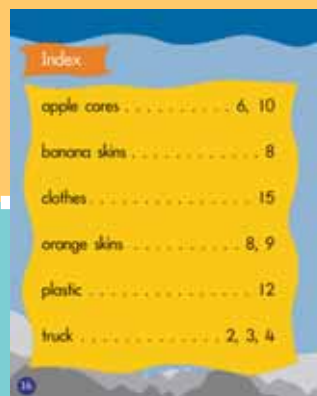 Index
apple cores . . . . . . . . . . 6, 10
banana skins . . . . . . . . . . . . 8
clothes . . . . . . . . . . . . . . . 15
orange skins . . . . . . . . . . 8, 9
plastic . . . . . . . . . . . . . . . 12
truck . . . . . . . . . . . . . 2, 3, 4
16